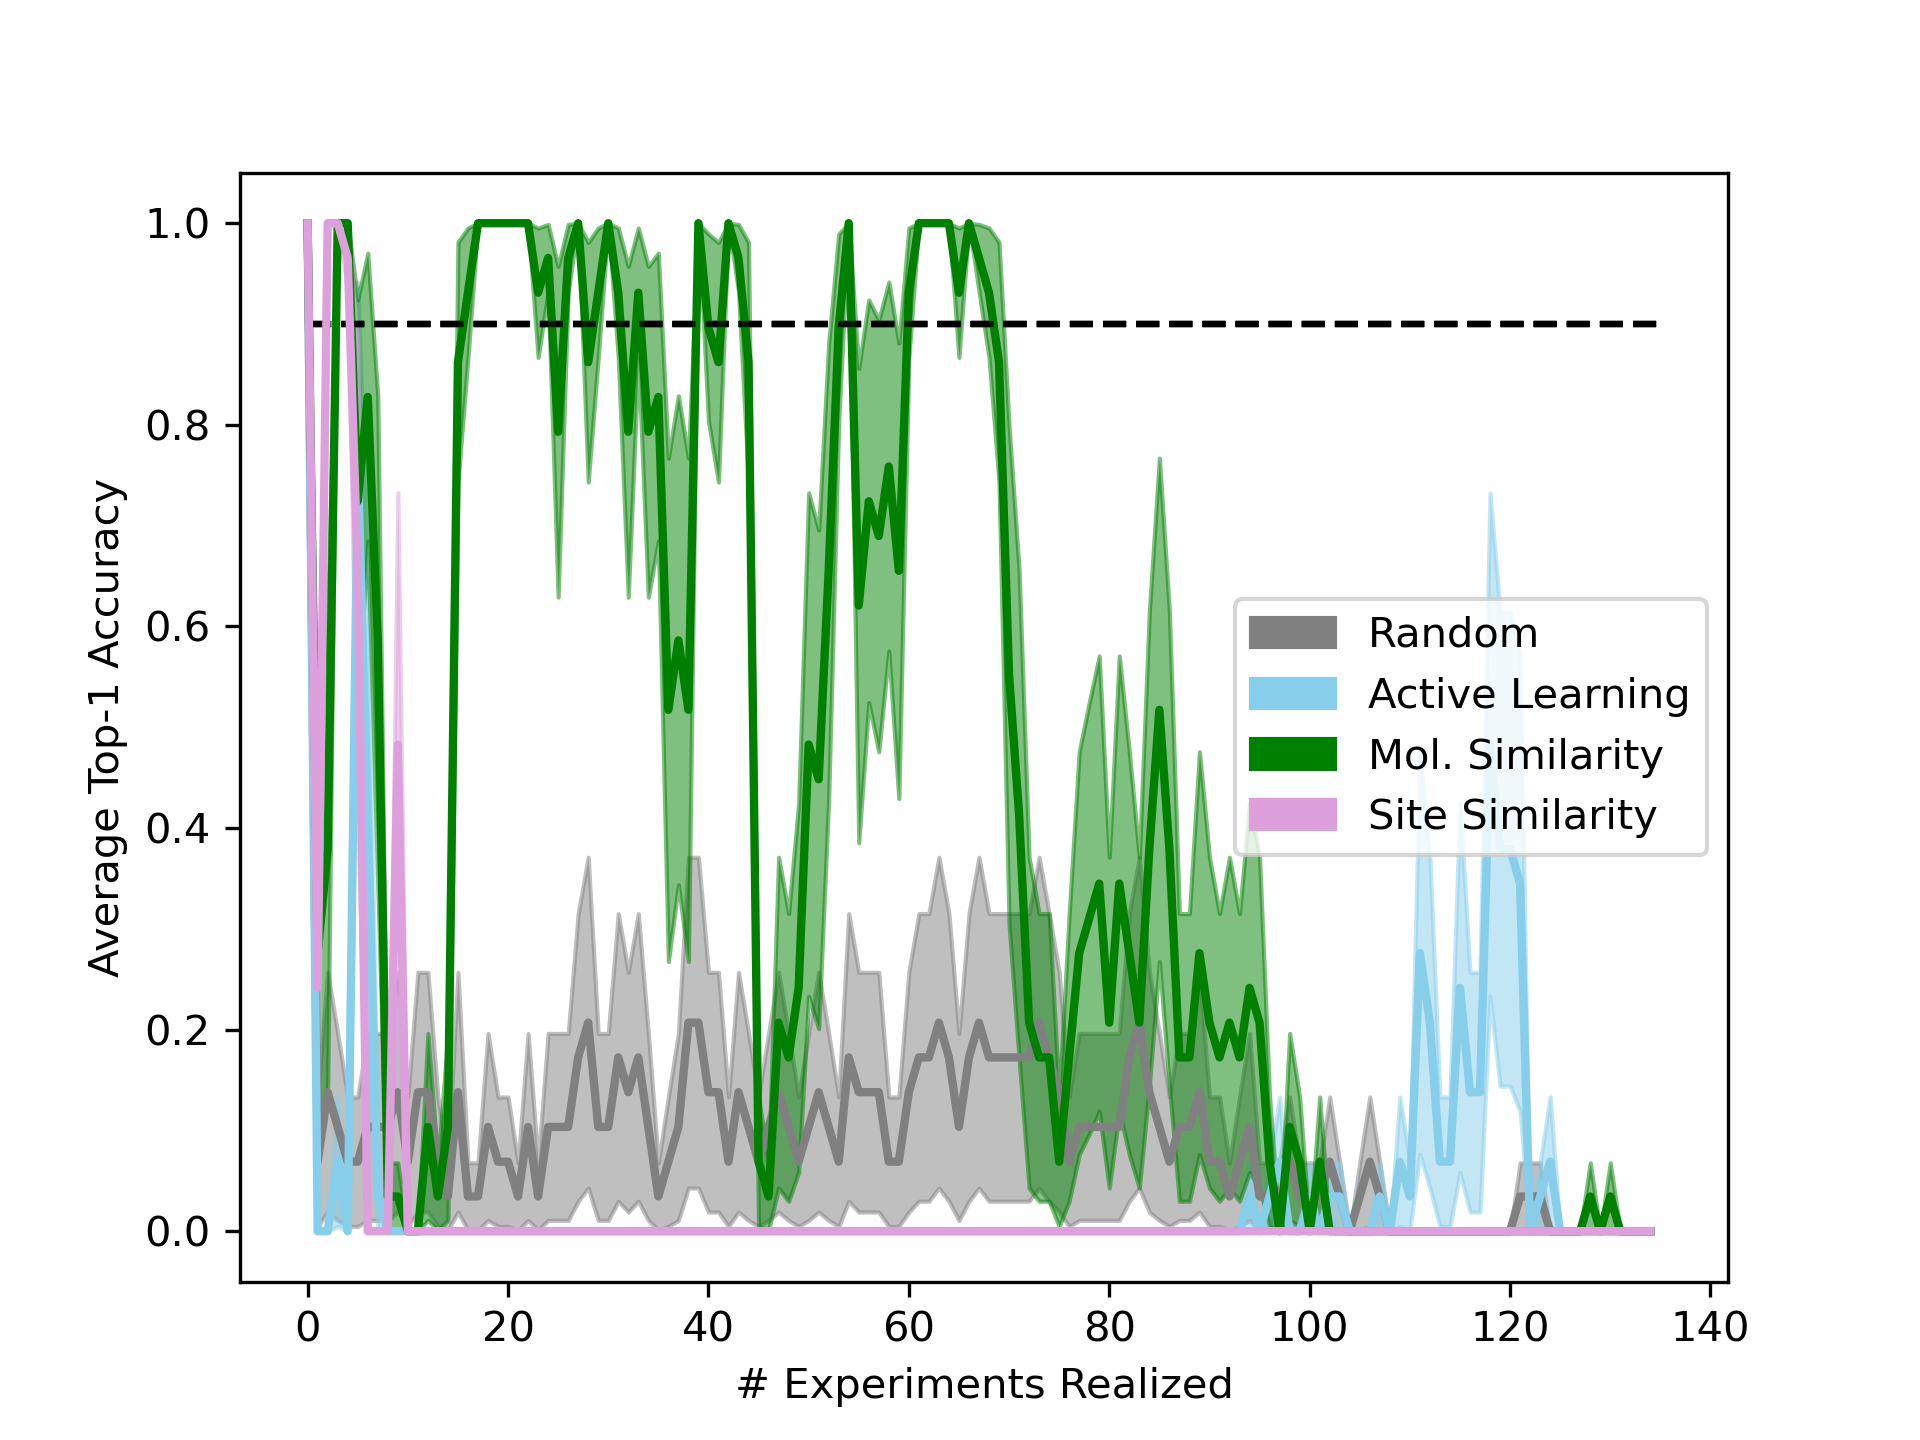 1.0
0.8
0.6
0.4
0.2
0.0
Average Top-1 Accuracy
Random
Active Learning
Mol. Similarity
Site Similarity
0 20 40 60 80 100 120 140
# Experiments Realized